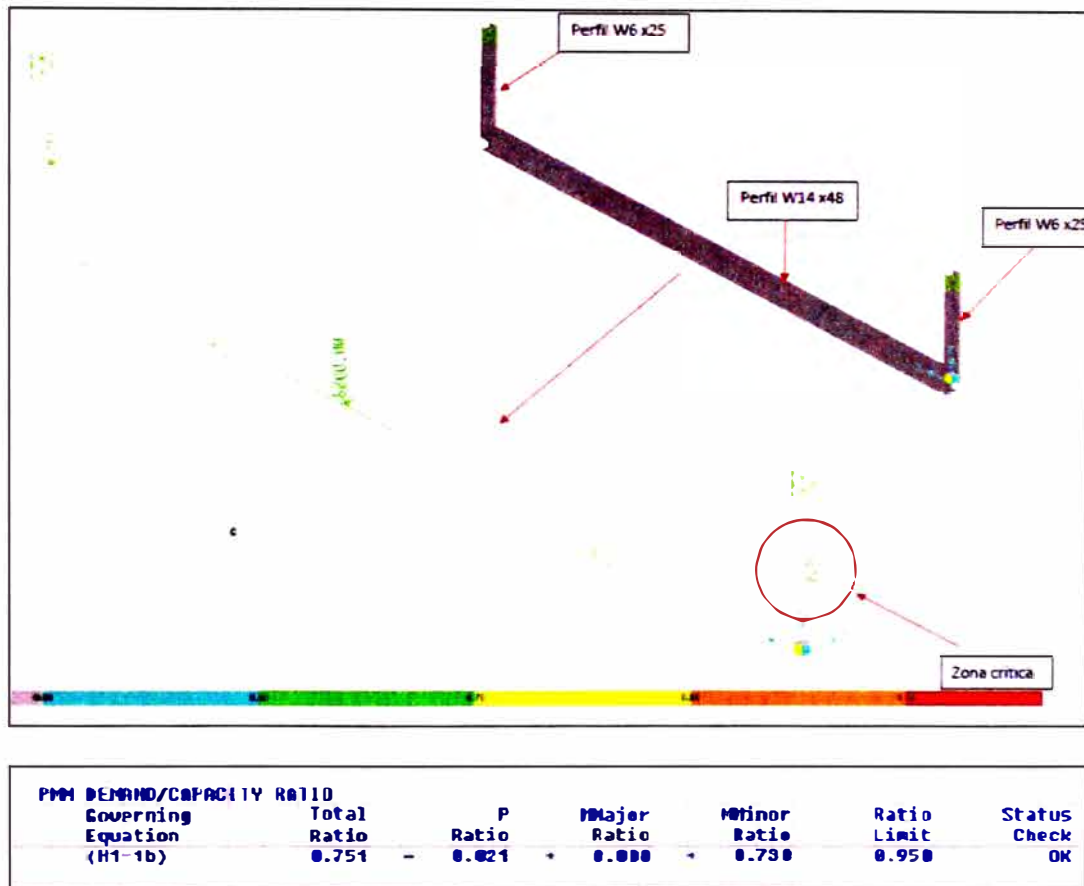 Perfil W6 x25
Perfil W14 x48
Perfil W6 x25
Zona critica
PMM DEMAND/CAPACITY RATIO
Governing Total P MMajor MMinor Ratio Status
Equation Ratio Ratio Ratio Ratio Limit Check
(H1-1b) 0.751 = 0.021 + 0.000 + 0.730 0.950 OK